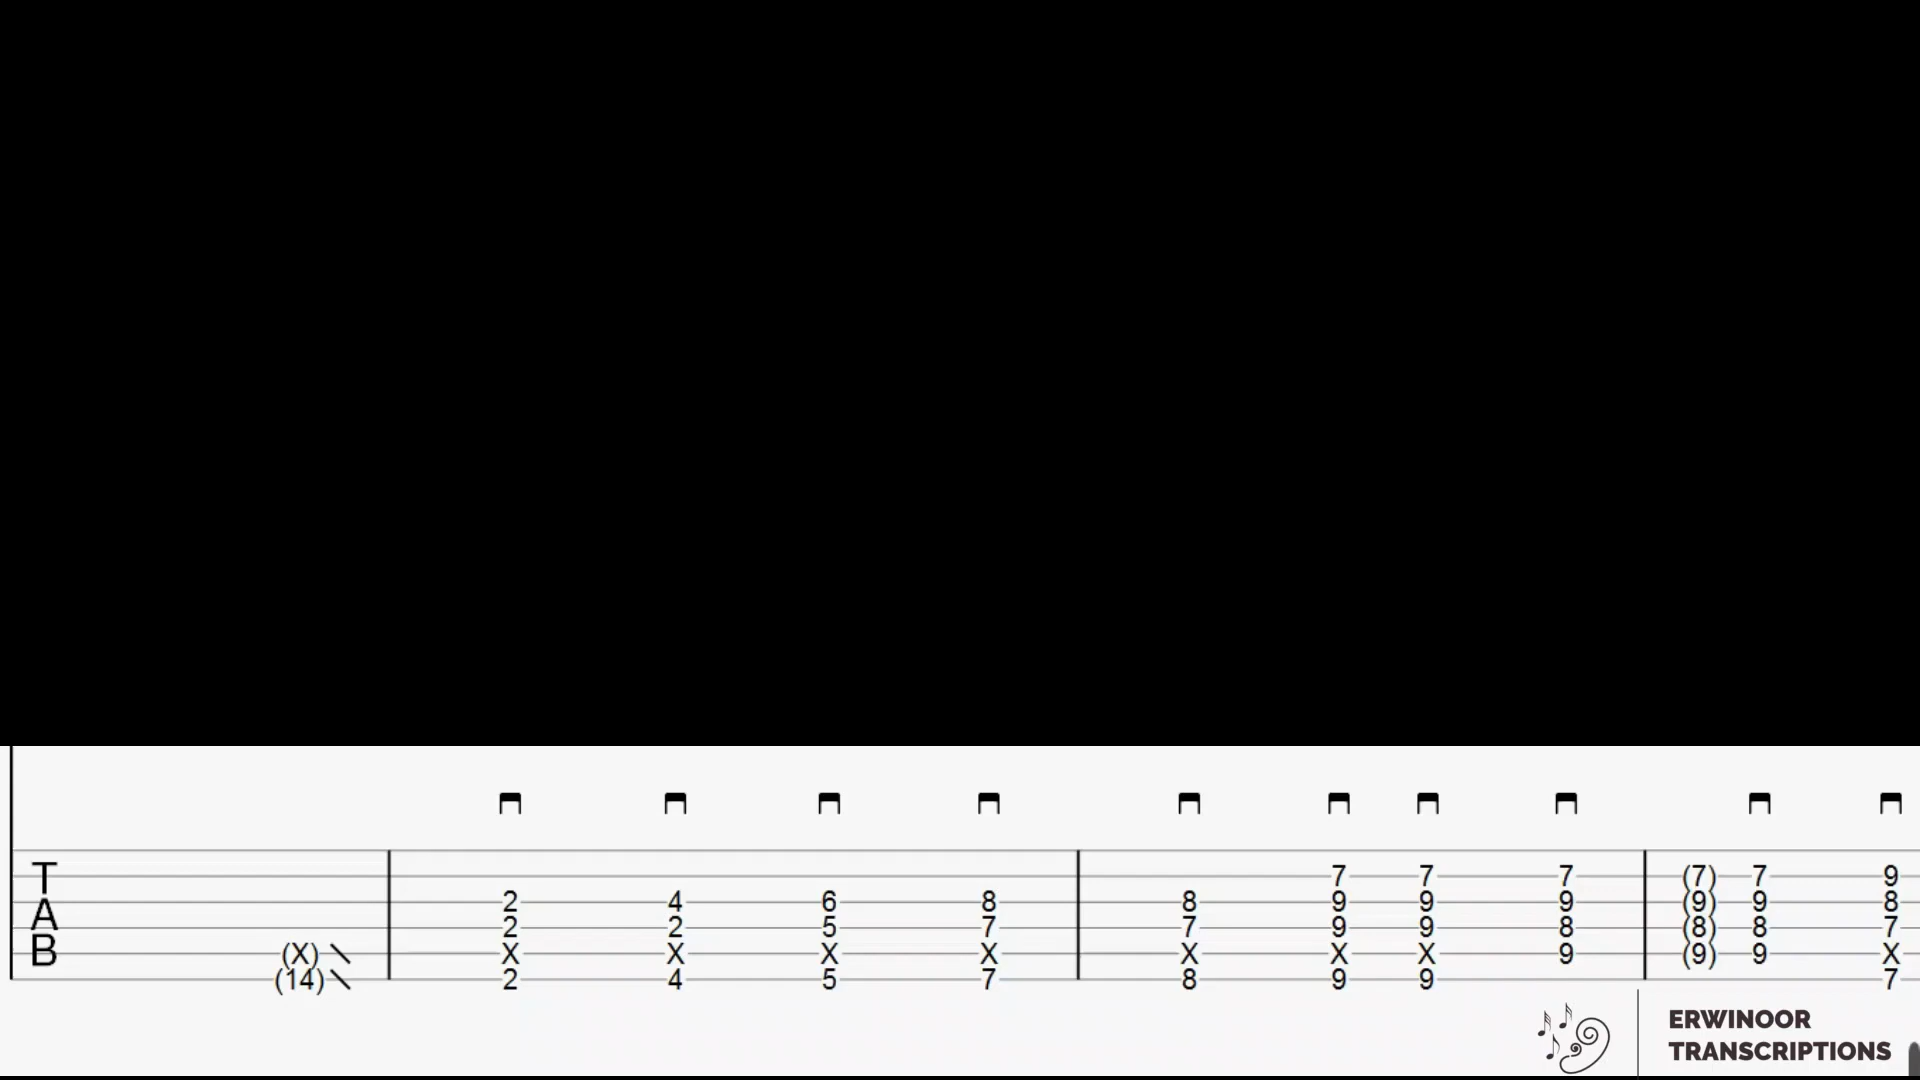 T
A
B
7 7 7 (7) 7 9
2 4 6 8 8 9 9 9 (9) 9 8
2 2 5 7 7 9 9 8 (8) 8 7
(X) X X X X X X X 9 (9) 9 X
(14) 2 4 5 7 8 9 9 7
ERWINOOR
TRANSCRIPTIONS